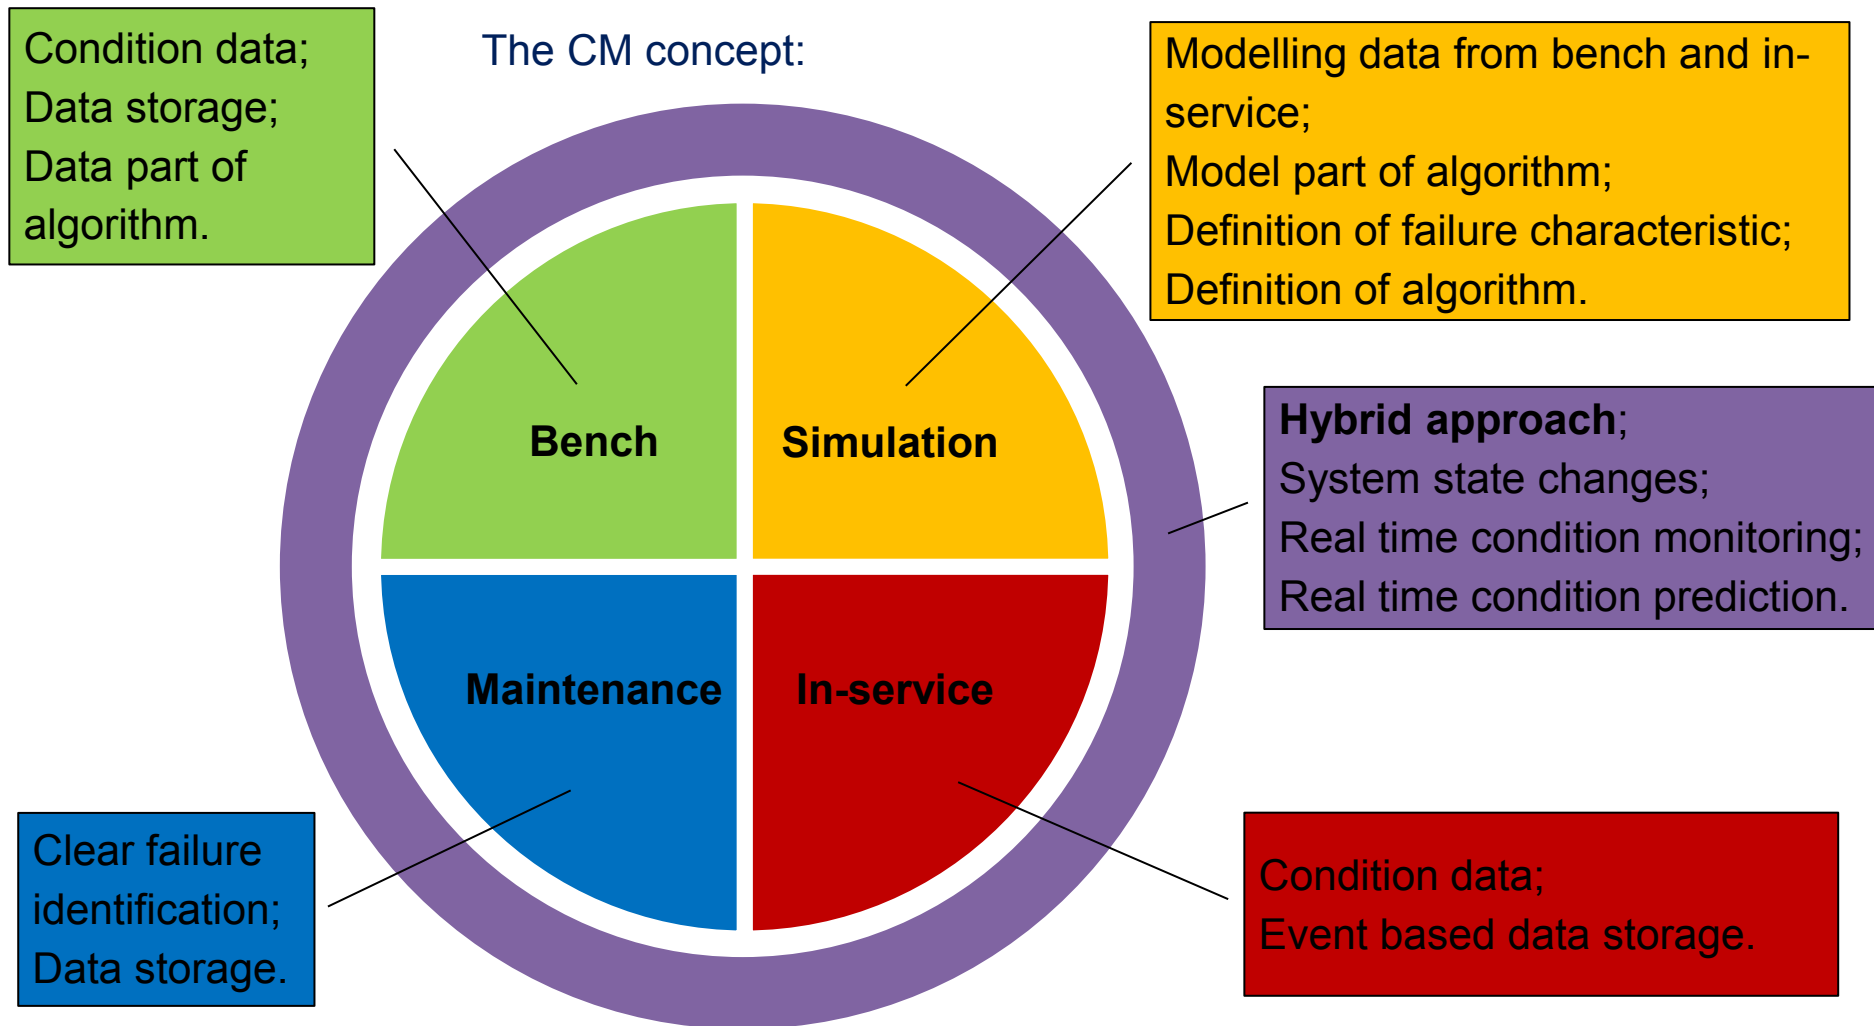 The CM concept:
Condition data;
Data storage;
Data part of
algorithm.
Modelling data from bench and in-
service;
Model part of algorithm;
Definition of failure characteristic;
Definition of algorithm.
Bench
Simulation
Hybrid approach;
System state changes;
Real time condition monitoring;
Real time condition prediction.
Maintenance
In-service
Clear failure
identification;
Data storage.
Condition data;
Event based data storage.